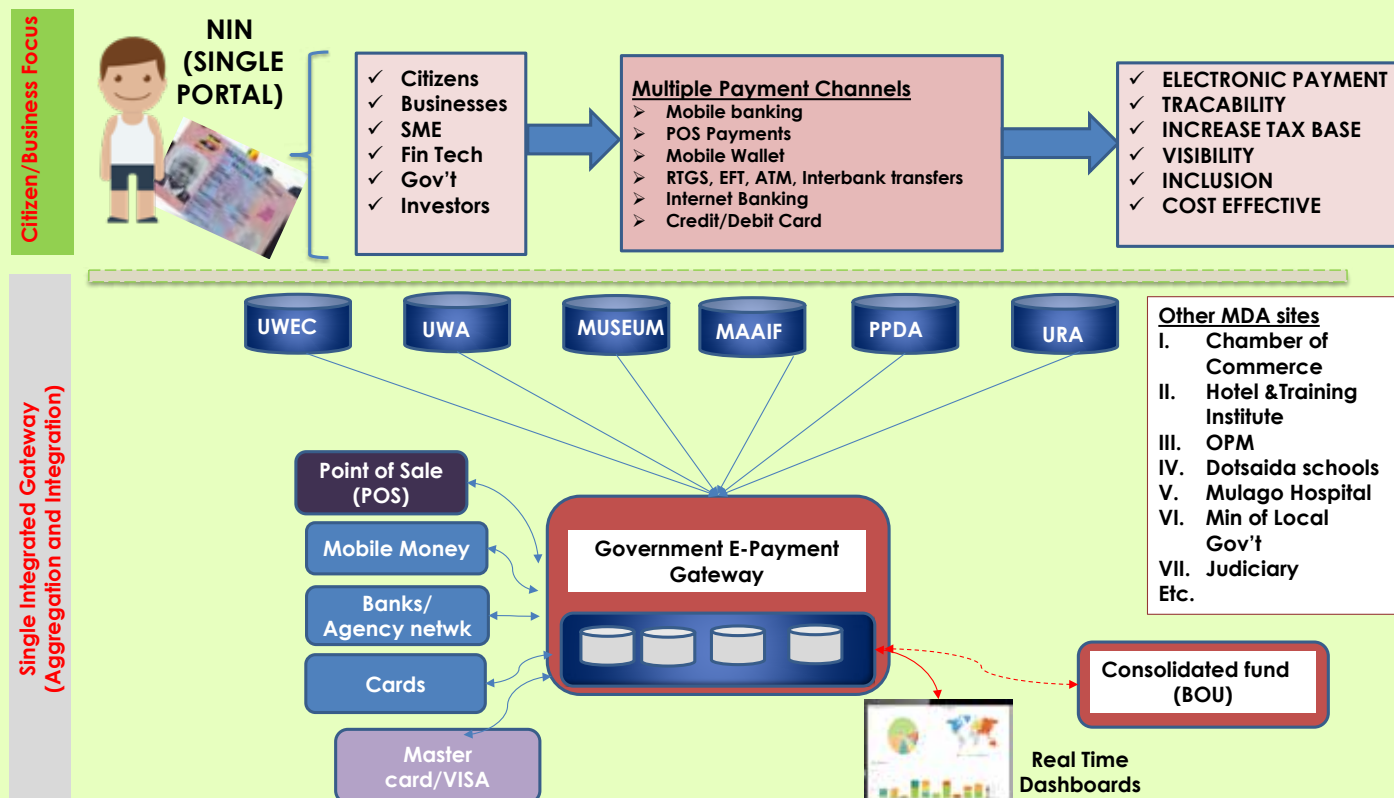 Citizen/Business Focus
NIN
(SINGLE
PORTAL)
✓ Citizens
✓ Businesses
✓ SME
✓ Fin Tech
✓ Gov't
✓ Investors
Multiple Payment Channels
➢ Mobile banking
➢ POS Payments
➢ Mobile Wallet
➢ RTGS, EFT, ATM, Interbank transfers
➢ Internet Banking
➢ Credit/Debit Card
✓ ELECTRONIC PAYMENT
✓ TRACABILITY
✓ INCREASE TAX BASE
✓ VISIBILITY
✓ INCLUSION
✓ COST EFFECTIVE
Single Integrated Gateway
(Aggregation and Integration)
UWEC
UWA
MUSEUM
MAAIF
PPDA
URA
Other MDA sites
I. Chamber of
Commerce
II. Hotel &Training
Institute
III. OPM
IV. Dotsaida schools
V. Mulago Hospital
VI. Min of Local
Gov't
VII. Judiciary
Etc.
Point of Sale
(POS)
Mobile Money
Banks/
Agency netwk
Cards
Master
card/VISA
Government E-Payment
Gateway
Consolidated fund
(BOU)
Real Time
Dashboards